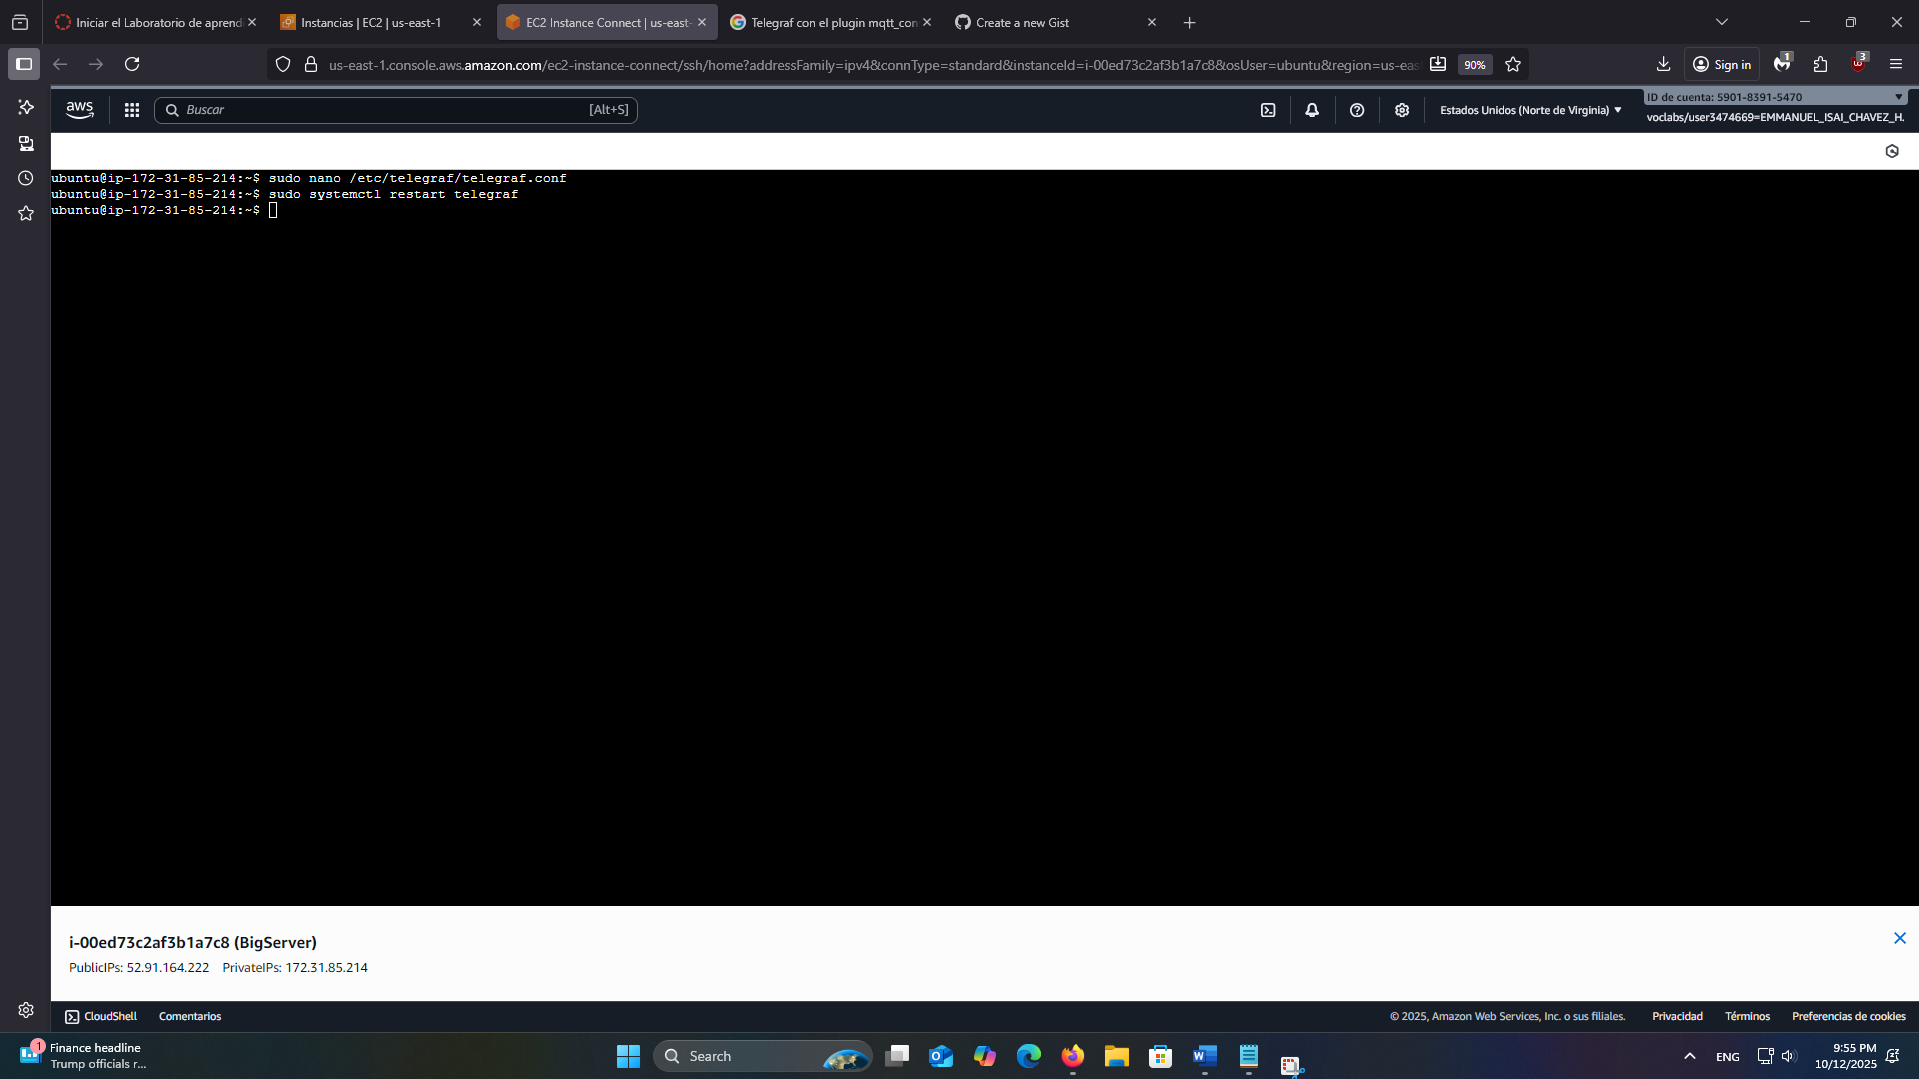 Iniciar el Laboratorio de aprendi
Instancias | EC2 | us-east-1
EC2 Instance Connect | us-east-
Telegraf con el plugin mqtt_con
Create a new Gist
us-east-1.console.aws.amazon.com/ec2-instance-connect/ssh/home?addressFamily=ipv4&connType=standard&instanceId=i-00ed73c2af3b1a7c8&osUser=ubuntu&region=us-eas
90%
Sign in
1
3
aws
Buscar
[Alt+S]
Estados Unidos (Norte de Virginia)
ID de cuenta: 5901-8391-5470
voclabs/user3474669=EMMANUEL_ISAI_CHAVEZ_H.
ubuntu@ip-172-31-85-214:~$ sudo nano /etc/telegraf/telegraf.conf
ubuntu@ip-172-31-85-214:~$ sudo systemctl restart telegraf
ubuntu@ip-172-31-85-214:~$
i-00ed73c2af3b1a7c8 (BigServer)
PublicIPs: 52.91.164.222 PrivateIPs: 172.31.85.214
CloudShell
Comentarios
© 2025, Amazon Web Services, Inc. o sus filiales.
Privacidad
Términos
Preferencias de cookies
1
Finance headline
Trump officials r...
Search
ENG
9:55 PM
10/12/2025